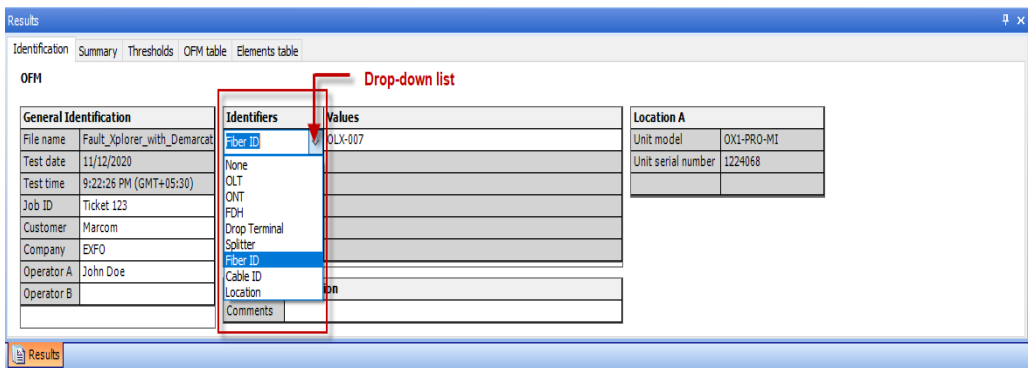 Results
Identification Summary Thresholds OFM table Elements table
OFM
Drop-down list
General Identification
File name Fault_Xplorer_with_Demarcat
Test date 11/12/2020
Test time 9:22:26 PM (GMT+05:30)
Job ID Ticket 123
Customer Marcom
Company EXFO
Operator A John Doe
Operator B
Identifiers Values
Fiber ID OLX-007
None
OLT
ONT
FDH
Drop Terminal
Splitter
Fiber ID
Cable ID
Location
Comments
Location A
Unit model OX1-PRO-MI
Unit serial number 1224068
Results